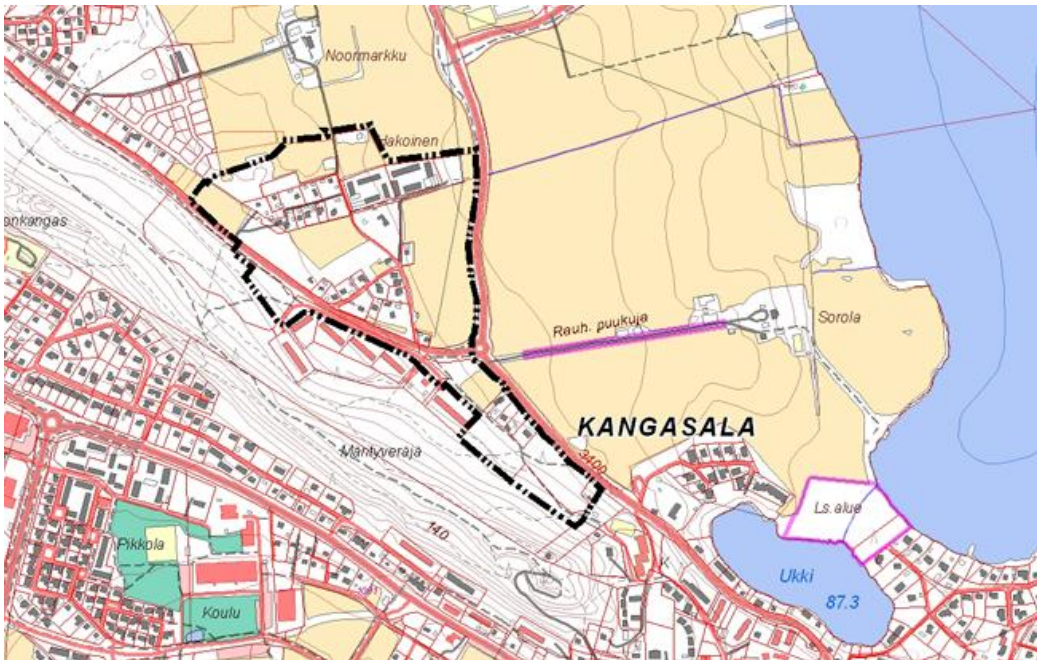 Noormarkku
Hakoinen
onkangas
Rauh. puukuja
Sorola
KANGASALA
3400
Mäntyveräjä
140
Ls.alue
Pikkola
Ukki
87.3
Koulu
K